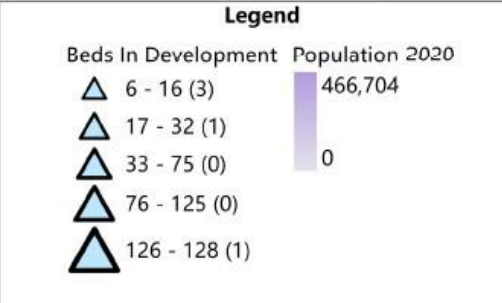 Legend
Beds In Development Population 2020
6 - 16 (3) 466,704
17 - 32 (1)
33 - 75 (0) 0
76 - 125 (0)
126 - 128 (1)